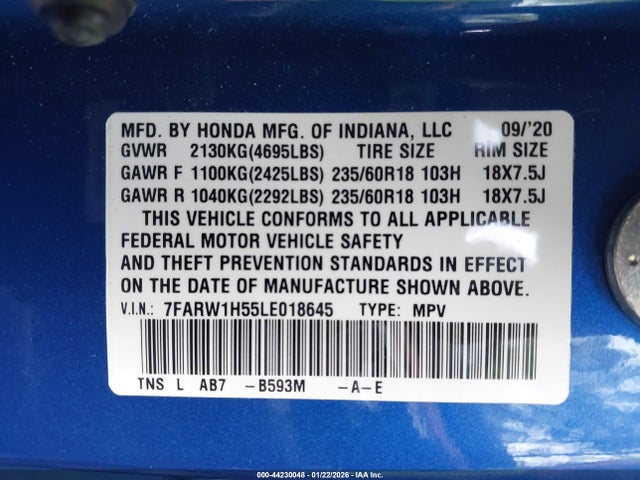 MFD. BY HONDA MFG. OF INDIANA, LLC 09/'20
GVWR 2130KG(4695LBS) TIRE SIZE RIM SIZE
GAWR F 1100KG(2425LBS) 235/60R18 103H 18X7.5J
GAWR R 1040KG(2292LBS) 235/60R18 103H 18X7.5J
THIS VEHICLE CONFORMS TO ALL APPLICABLE
FEDERAL MOTOR VEHICLE SAFETY
AND THEFT PREVENTION STANDARDS IN EFFECT
ON THE DATE OF MANUFACTURE SHOWN ABOVE.
V.I.N.: 7FARW1H55LE018645 TYPE: MPV
TNS L AB7 -B593M -A-E
000-44230048 - 01/22/2026 - IAA Inc.